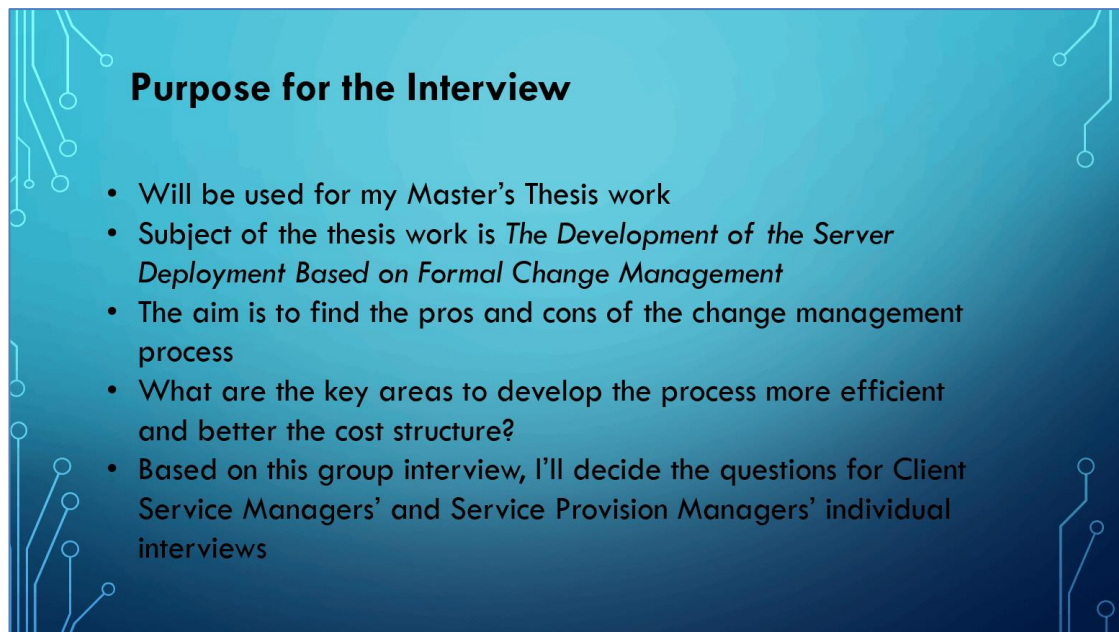 Purpose for the Interview
• Will be used for my Master’s Thesis work
• Subject of the thesis work is The Development of the Server
Deployment Based on Formal Change Management
• The aim is to find the pros and cons of the change management
process
• What are the key areas to develop the process more efficient
and better the cost structure?
• Based on this group interview, I’ll decide the questions for Client
Service Managers’ and Service Provision Managers’ individual
interviews